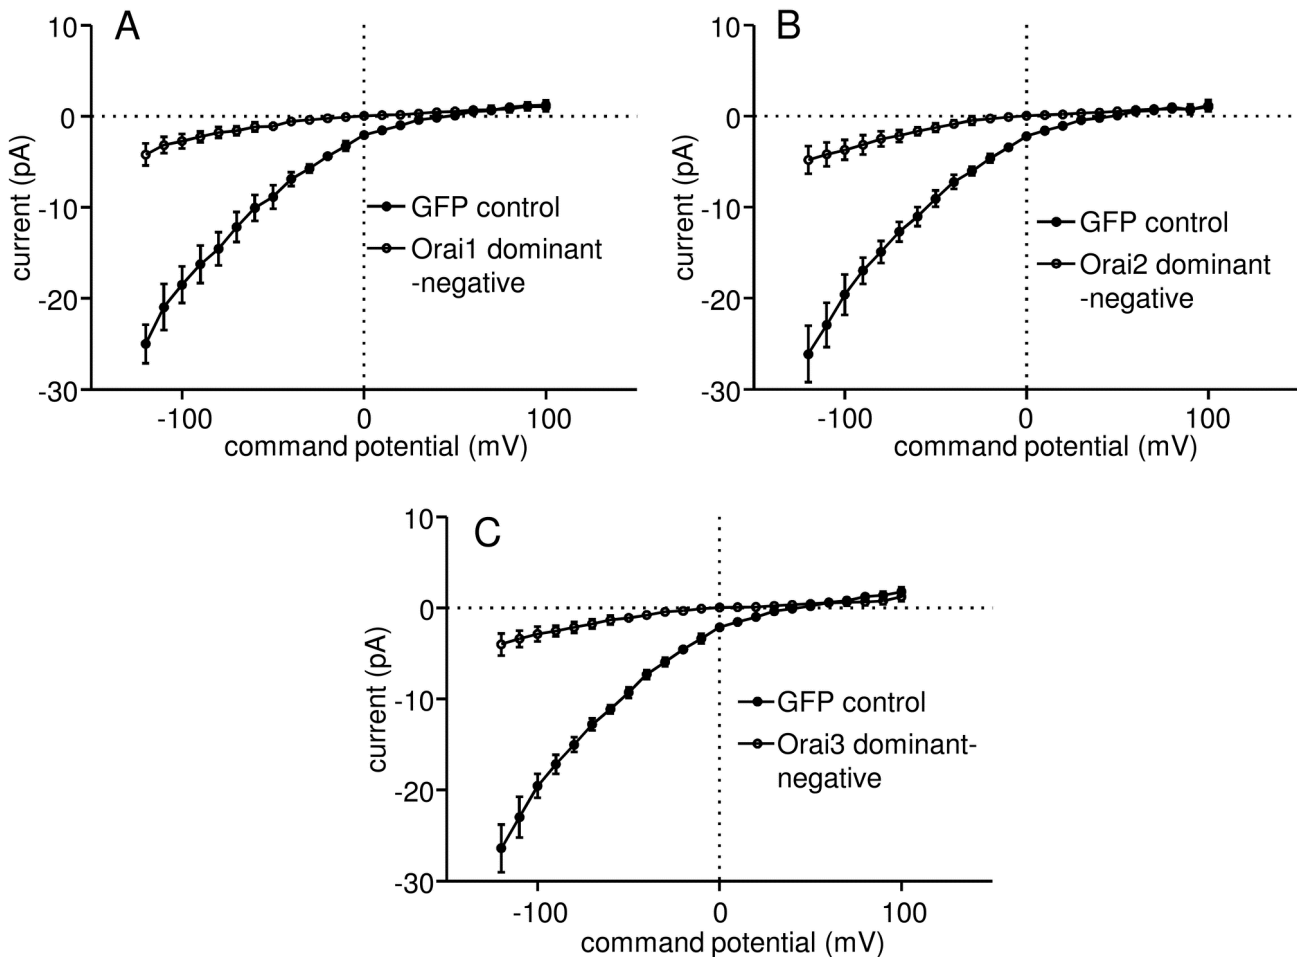 A
10
0
-10
-20
-30
current (pA)
-100
0
100
command potential (mV)
GFP control
Orai1 dominant
-negative
B
10
0
-10
-20
-30
current (pA)
-100
0
100
command potential (mV)
GFP control
Orai2 dominant
-negative
C
10
0
-10
-20
-30
current (pA)
-100
0
100
command potential (mV)
GFP control
Orai3 dominant-
negative